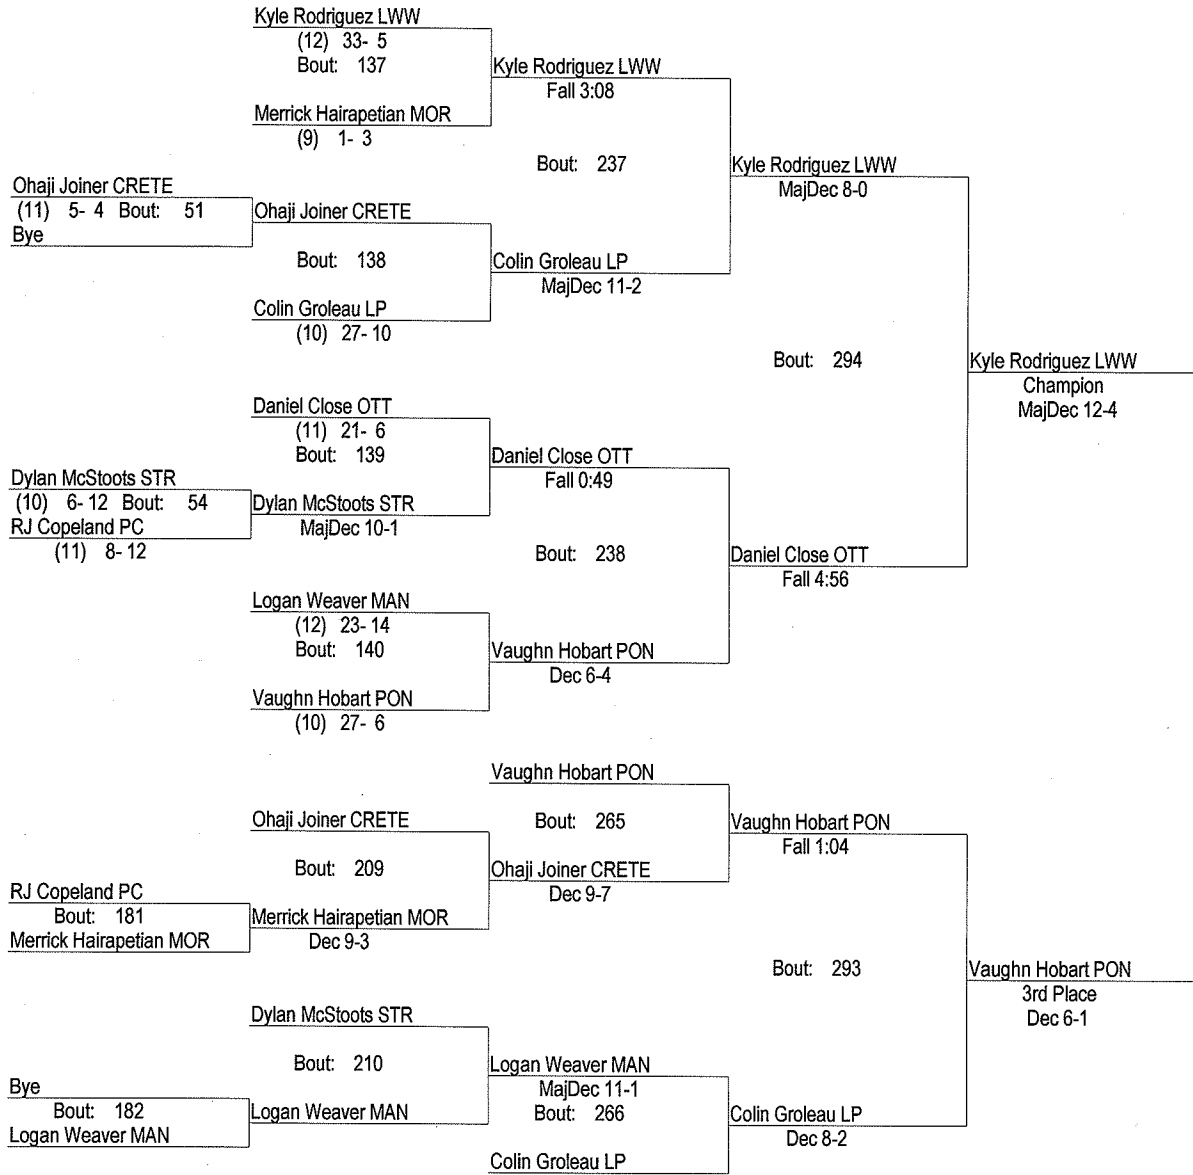 Kyle Rodriguez LWW
(12) 33- 5
Bout: 137
Kyle Rodriguez LWW
Fall 3:08
Merrick Hairapetian MOR
(9) 1- 3
Bout: 237
Kyle Rodriguez LWW
MajDec 8-0
Ohaji Joiner CRETE
(11) 5- 4 Bout: 51
Bye
Ohaji Joiner CRETE
Bout: 138
Colin Groleau LP
MajDec 11-2
Colin Groleau LP
(10) 27- 10
Bout: 294
Kyle Rodriguez LWW
Champion
MajDec 12-4
Daniel Close OTT
(11) 21- 6
Bout: 139
Daniel Close OTT
Fall 0:49
Dylan McStoots STR
(10) 6- 12 Bout: 54
RJ Copeland PC
(11) 8- 12
Dylan McStoots STR
MajDec 10-1
Bout: 238
Daniel Close OTT
Fall 4:56
Logan Weaver MAN
(12) 23- 14
Bout: 140
Vaughn Hobart PON
Dec 6-4
Vaughn Hobart PON
(10) 27- 6
Vaughn Hobart PON
Bout: 265
Vaughn Hobart PON
Fall 1:04
Ohaji Joiner CRETE
Bout: 209
Ohaji Joiner CRETE
Dec 9-7
RJ Copeland PC
Bout: 181
Merrick Hairapetian MOR
Merrick Hairapetian MOR
Dec 9-3
Bout: 293
Vaughn Hobart PON
3rd Place
Dec 6-1
Dylan McStoots STR
Bout: 210
Logan Weaver MAN
MajDec 11-1
Bout: 266
Bye
Bout: 182
Logan Weaver MAN
Logan Weaver MAN
Colin Groleau LP
Dec 8-2
Colin Groleau LP